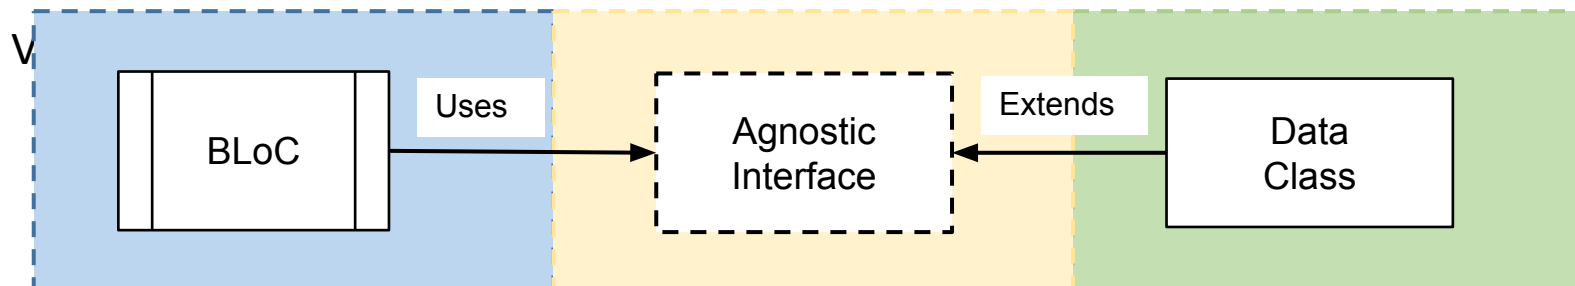 V
BLoC
Uses
Agnostic
Interface
Extends
Data
Class